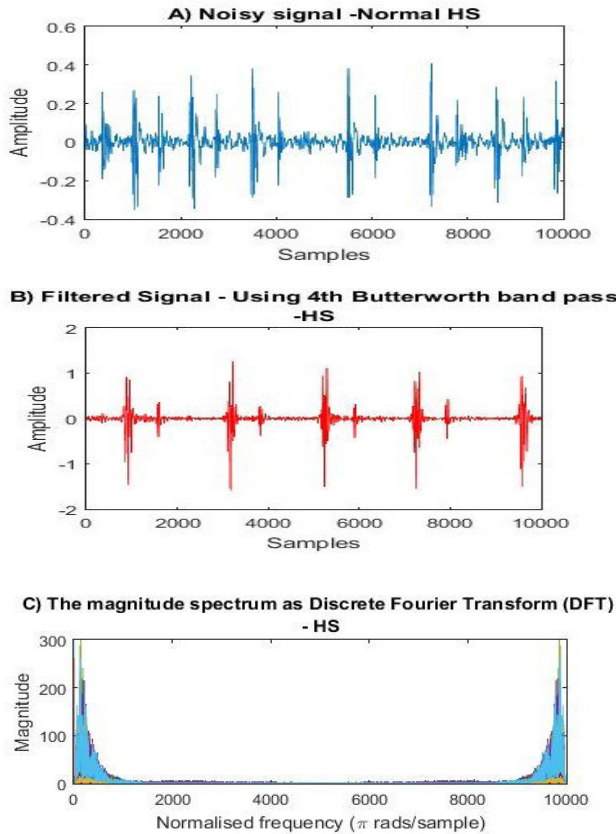 A) Noisy signal -Normal HS
0.6
0.4
0.2
0
-0.2
-0.4
Amplitude
0 2000 4000 6000 8000 10000
Samples
B) Filtered Signal - Using 4th Butterworth band pass
-HS
2
1
0
-1
-2
Amplitude
0 2000 4000 6000 8000 10000
Samples
C) The magnitude spectrum as Discrete Fourier Transform (DFT)
- HS
300
200
100
0
Magnitude
0 2000 4000 6000 8000 10000
Normalised frequency (π rads/sample)